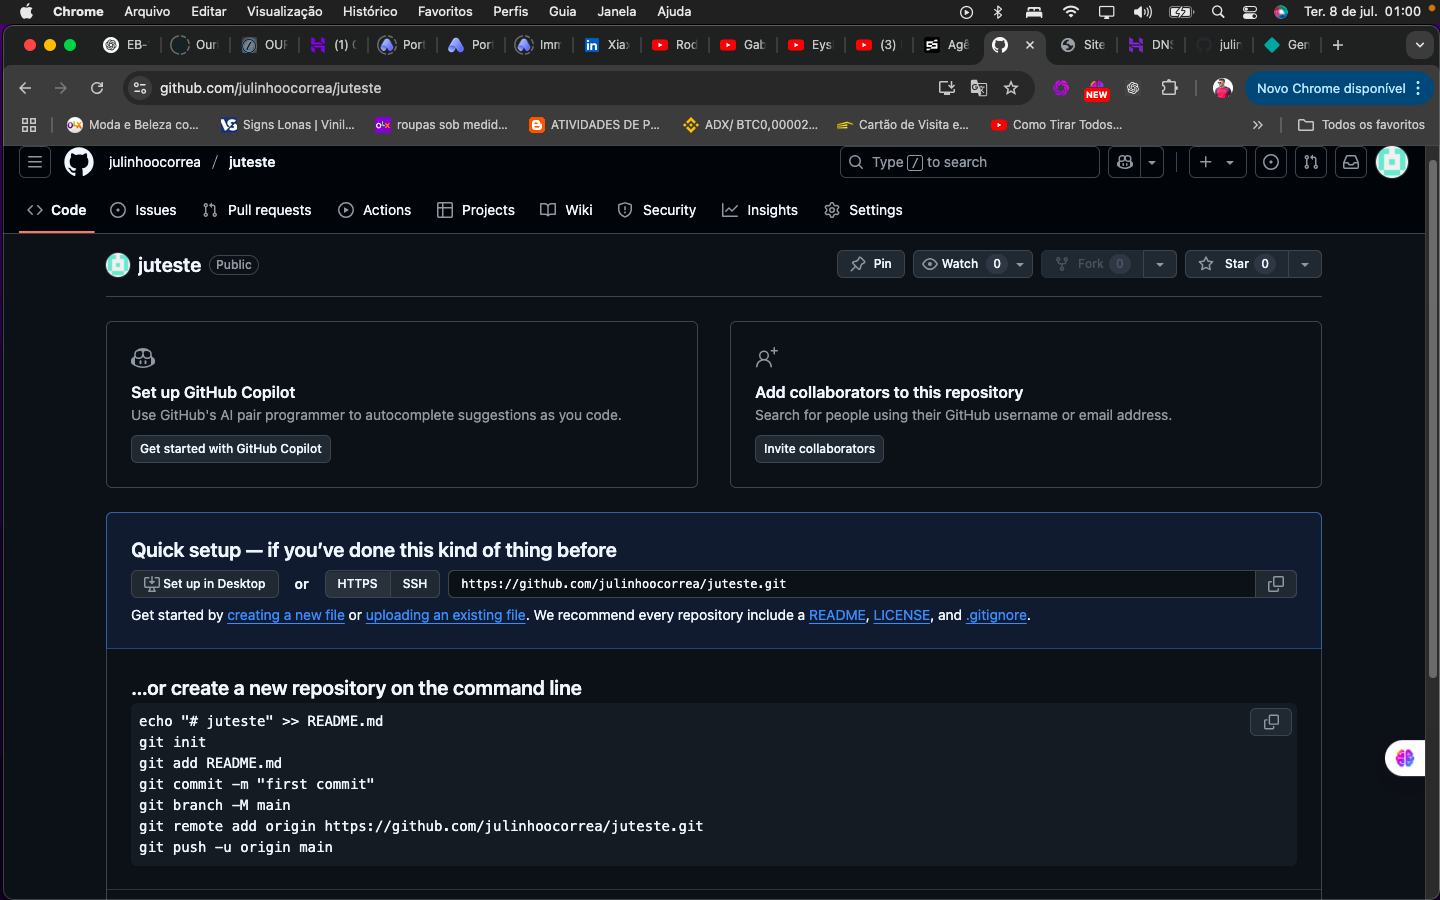 Chrome Arquivo Editar Visualização Histórico Favoritos Perfis Guia Janela Ajuda Ter. 8 de jul. 01:00
EB- Our OUF (1) ( Port Por Imr Xia Rod Gab Eys (3) Agê Site DNS julir Ger
github.com/julinhoocorrea/juteste NEW Novo Chrome disponível
Moda e Beleza co... Signs Lonas | Vinil... roupas sob medid... ATIVIDADES DE P... ADX/ BTC0,00002... Cartão de Visita e... Como Tirar Todos... Todos os favoritos
julinhoocorrea / juteste Type / to search
Code Issues Pull requests Actions Projects Wiki Security Insights Settings
juteste Public Pin Watch 0 Fork 0 Star 0
Set up GitHub Copilot
Use GitHub's AI pair programmer to autocomplete suggestions as you code.
Get started with GitHub Copilot
Add collaborators to this repository
Search for people using their GitHub username or email address.
Invite collaborators
Quick setup — if you’ve done this kind of thing before
Set up in Desktop or HTTPS SSH https://github.com/julinhoocorrea/juteste.git
Get started by creating a new file or uploading an existing file. We recommend every repository include a README, LICENSE, and .gitignore.
…or create a new repository on the command line
echo "# juteste" >> README.md
git init
git add README.md
git commit -m "first commit"
git branch -M main
git remote add origin https://github.com/julinhoocorrea/juteste.git
git push -u origin main